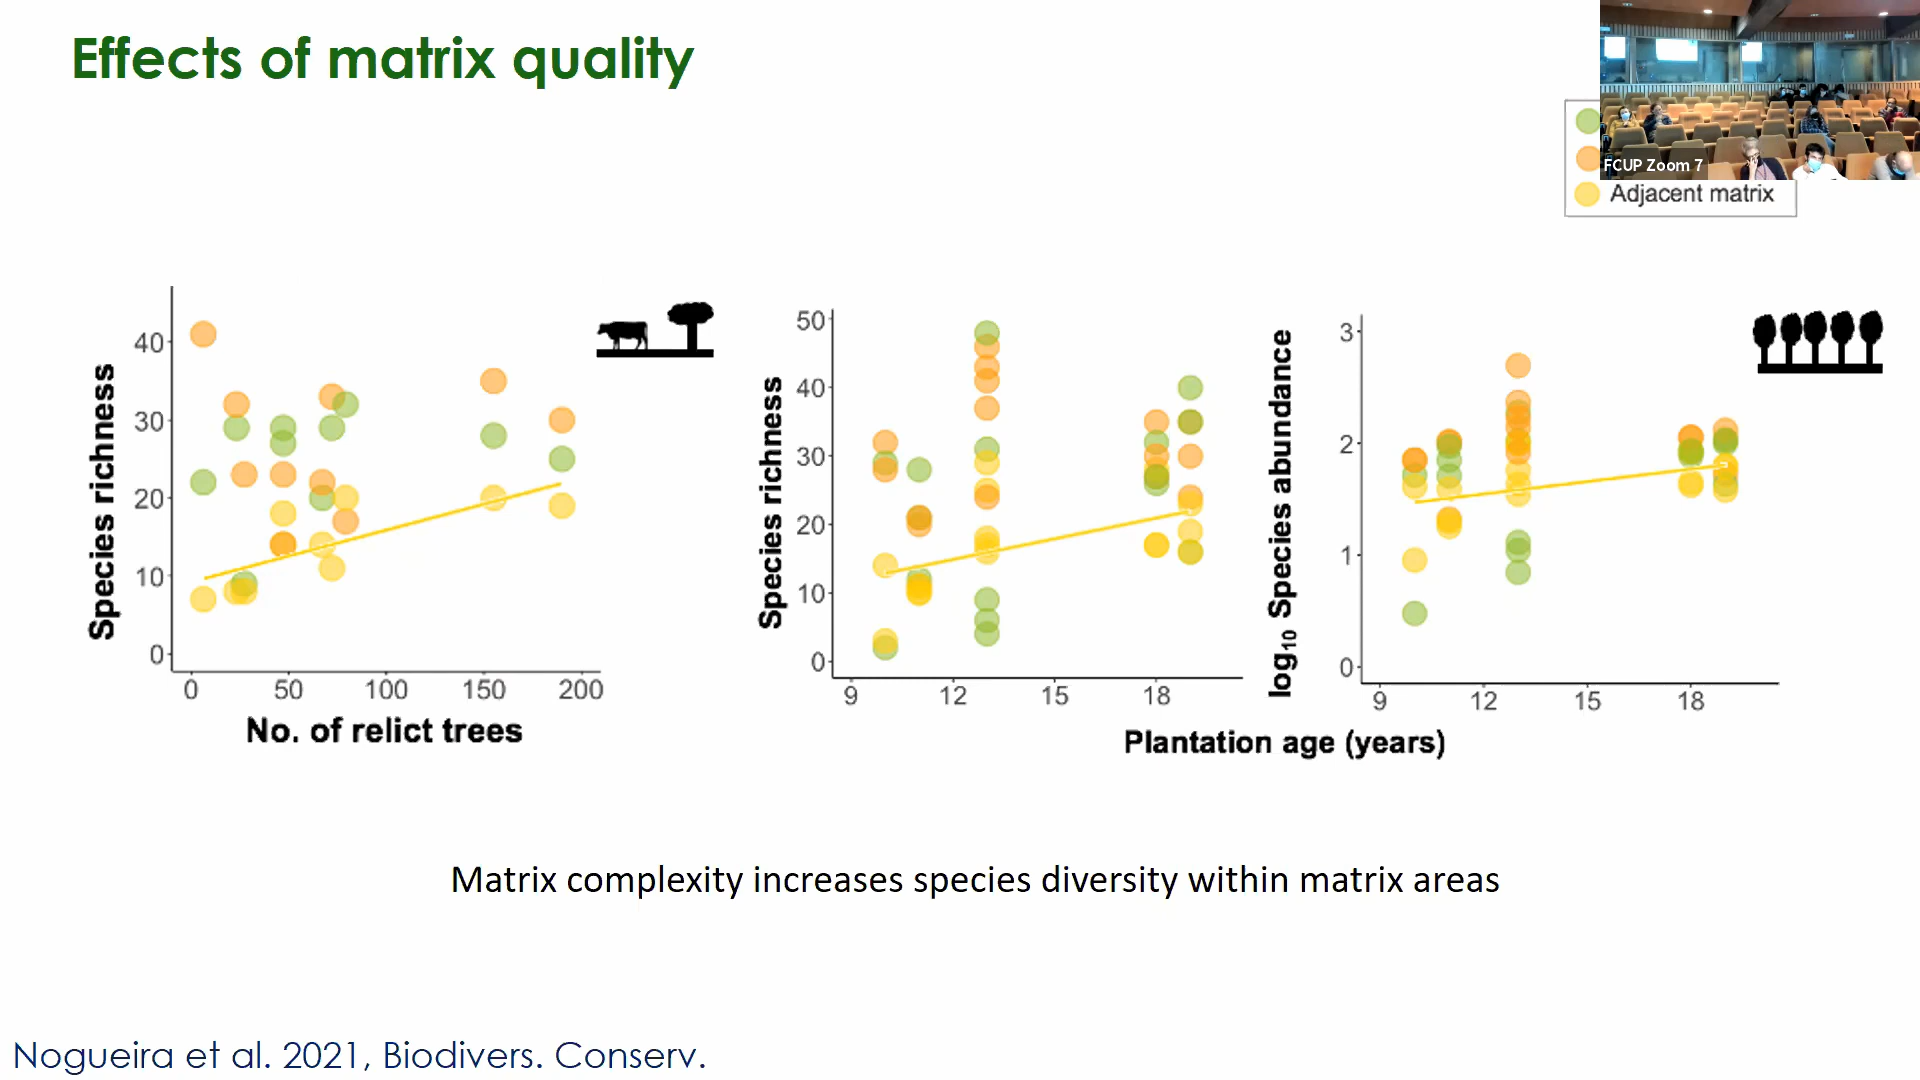 Effects of matrix quality
FCUP Zoom 7
Adjacent matrix
Species richness
40
30
20
10
0
0 50 100 150 200
No. of relict trees
Species richness
50
40
30
20
10
0
9 12 15 18
log10 Species abundance
3
2
1
0
9 12 15 18
Plantation age (years)
Matrix complexity increases species diversity within matrix areas
Nogueira et al. 2021, Biodivers. Conserv.